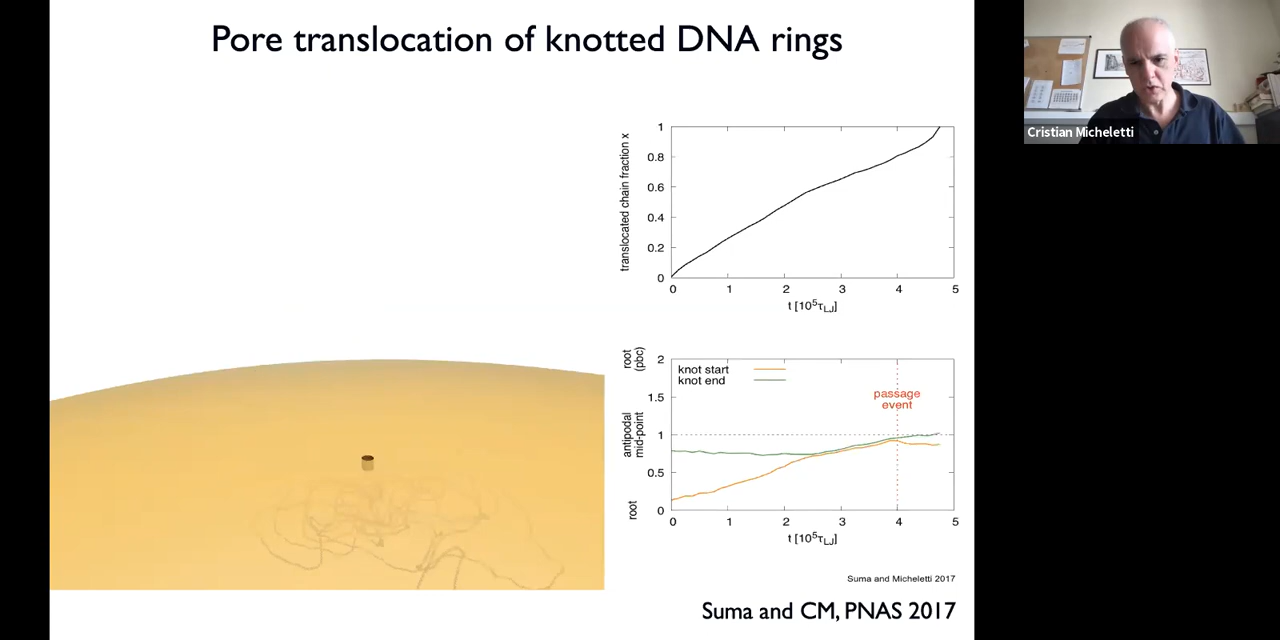 Pore translocation of knotted DNA rings
Cristian Micheletti
translocated chain fraction x
1
0.8
0.6
0.4
0.2
0
0 1 2 3 4 5
t [10⁵τLJ]
root (pbc)
antipodal mid-point
root
2
1.5
1
0.5
0
knot start
knot end
passage
event
0 1 2 3 4 5
t [10⁵τLJ]
Suma and Micheletti 2017
Suma and CM, PNAS 2017